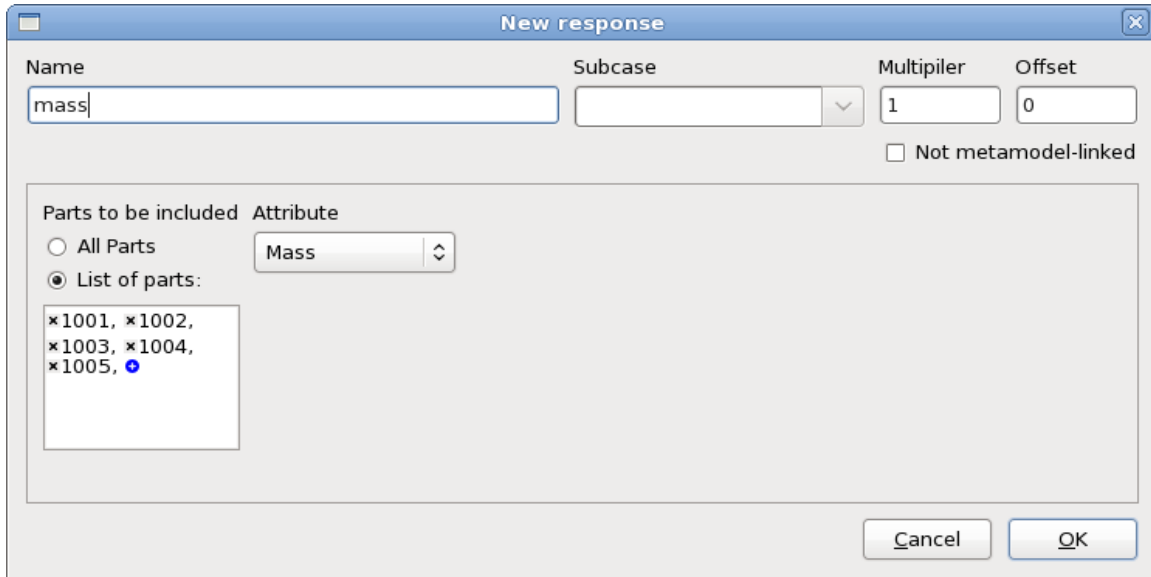 New response
Name
Subcase
Multipiler
Offset
mass
1
0
Not metamodel-linked
Parts to be included
Attribute
All Parts
Mass
List of parts:
×1001, ×1002,
×1003, ×1004,
×1005,
Cancel
OK